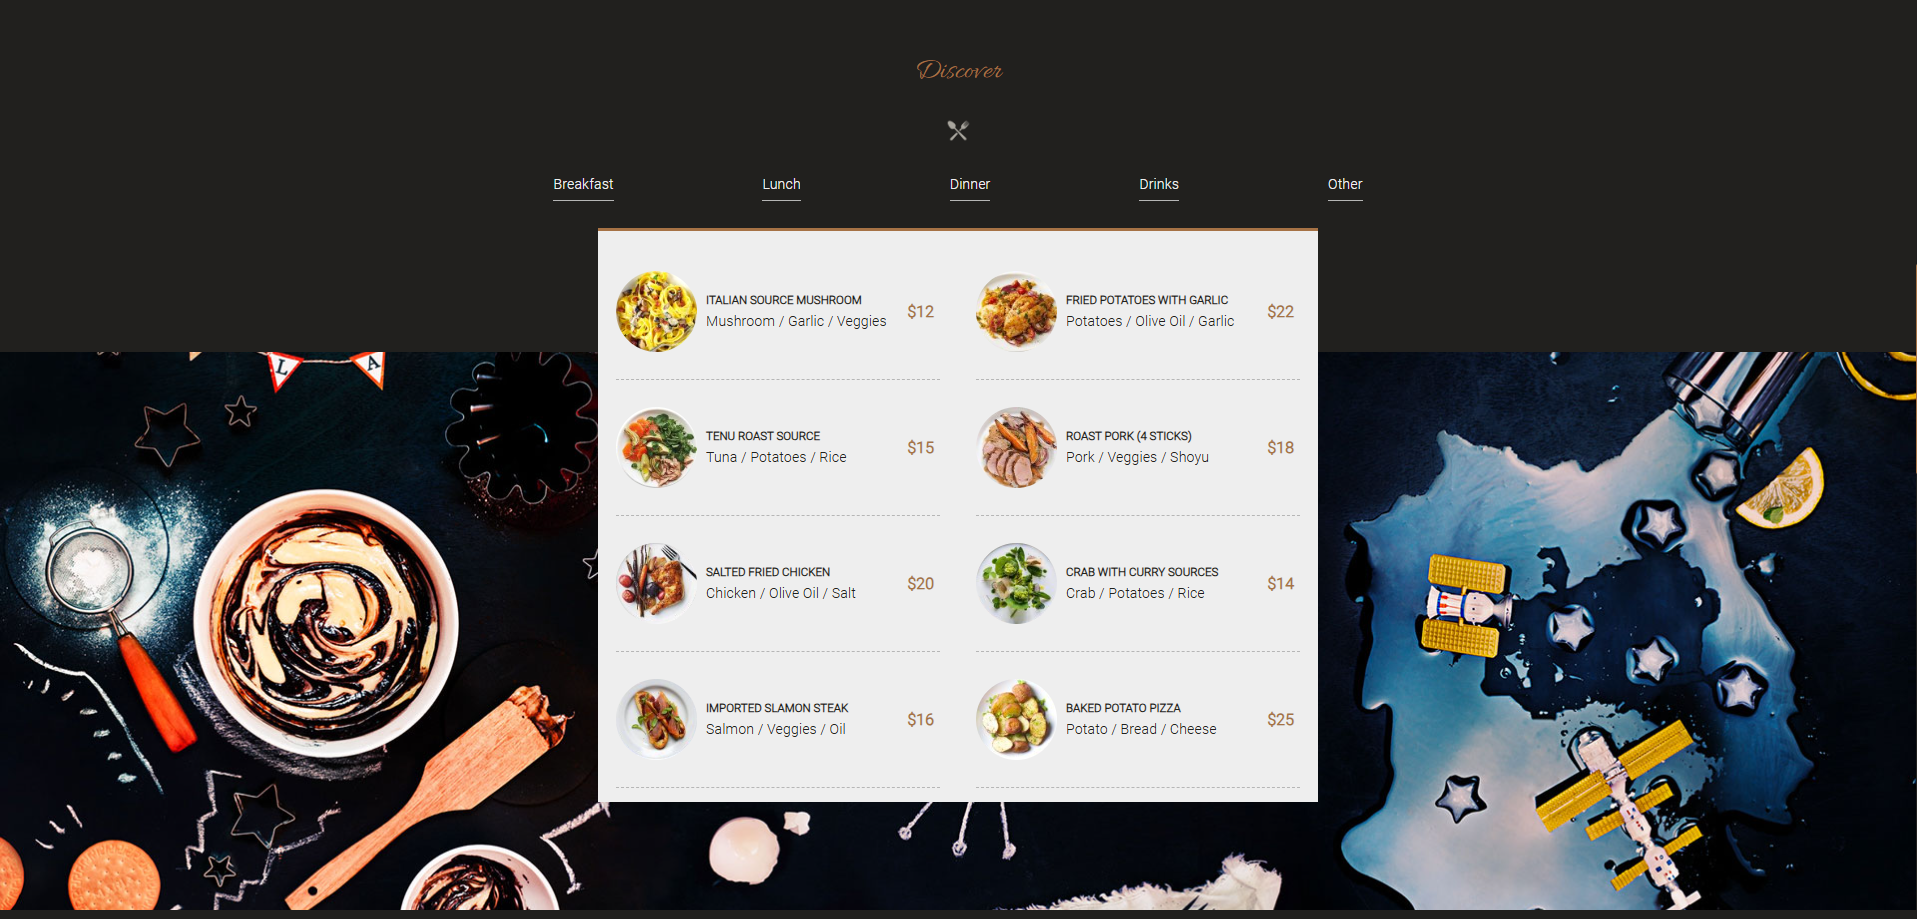 Discover
Breakfast Lunch Dinner Drinks Other
ITALIAN SOURCE MUSHROOM
Mushroom / Garlic / Veggies
$12
FRIED POTATOES WITH GARLIC
Potatoes / Olive Oil / Garlic
$22
TENU ROAST SOURCE
Tuna / Potatoes / Rice
$15
ROAST PORK (4 STICKS)
Pork / Veggies / Shoyu
$18
SALTED FRIED CHICKEN
Chicken / Olive Oil / Salt
$20
CRAB WITH CURRY SOURCES
Crab / Potatoes / Rice
$14
IMPORTED SLAMON STEAK
Salmon / Veggies / Oil
$16
BAKED POTATO PIZZA
Potato / Bread / Cheese
$25
L A